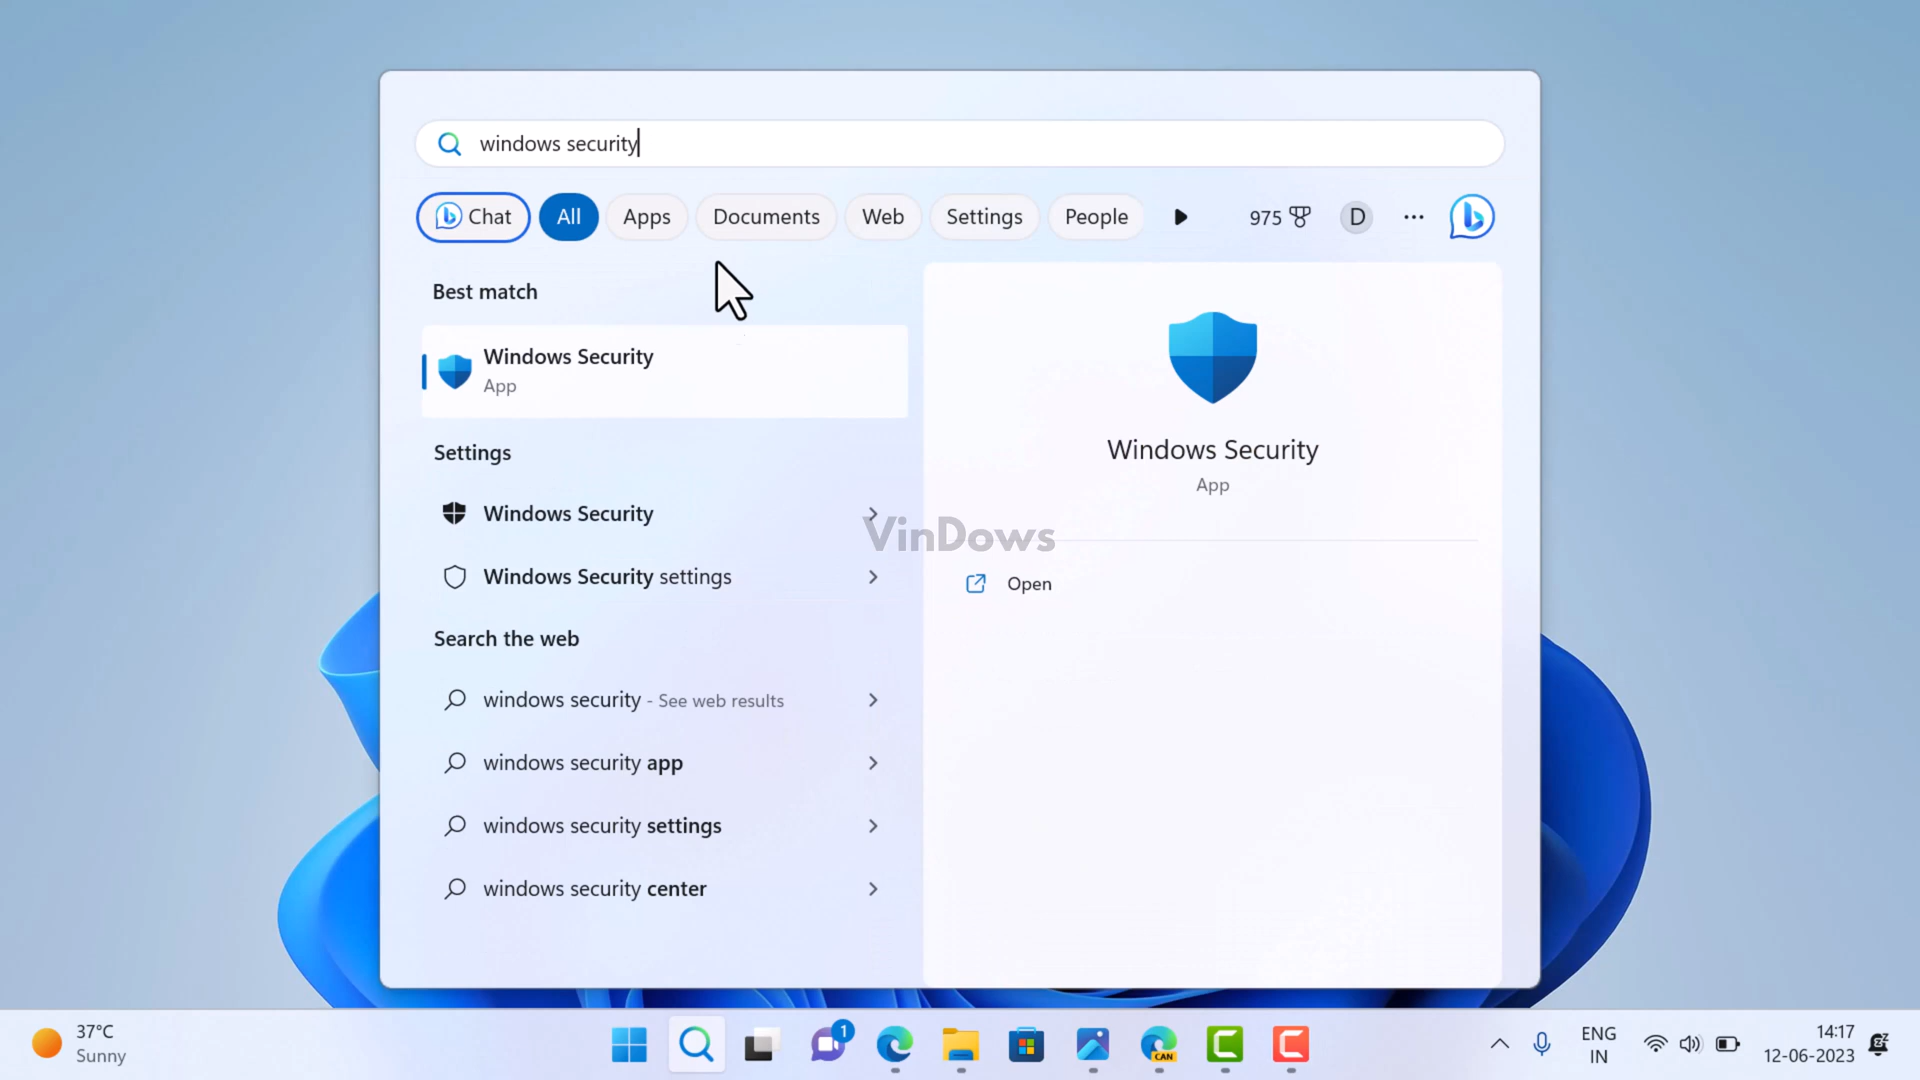 windows security
Chat
All
Apps
Documents
Web
Settings
People
975
D
Best match
Windows Security
App
Settings
Windows Security
Windows Security settings
Search the web
windows security - See web results
windows security app
windows security settings
windows security center
Windows Security
App
VinDows
Open
37°C
Sunny
1
CAN
ENG
IN
14:17
12-06-2023